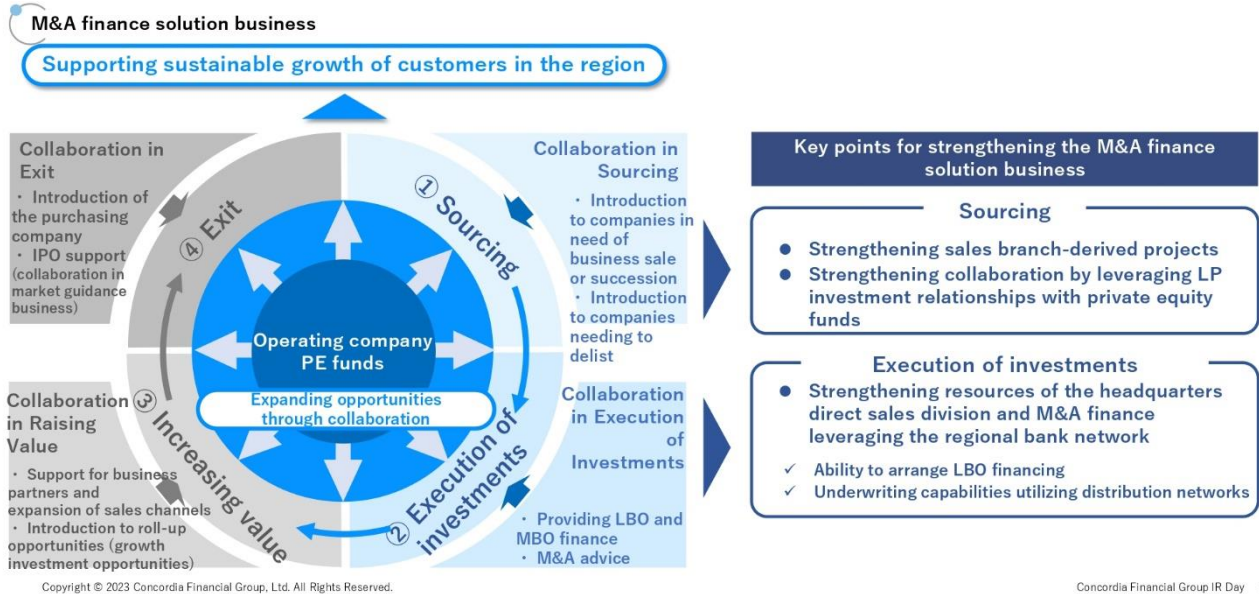 M&A finance solution business
Supporting sustainable growth of customers in the region
Collaboration in
Exit
・ Introduction of
the purchasing
company
・ IPO support
(collaboration in
market guidance
business)
④ Exit
① Sourcing
Collaboration in
Sourcing
・ Introduction
to companies in
need of
business sale
or succession
・ Introduction
to companies
needing to
delist
Operating company
PE funds
Expanding opportunities
through collaboration
Collaboration
in Raising
Value
・ Support for business
partners and
expansion of sales channels
・ Introduction to roll-up
opportunities (growth
investment opportunities)
③ Increasing value
② Execution of
investments
Collaboration
in Execution
of
Investments
・ Providing LBO and
MBO finance
・ M&A advice
Key points for strengthening the M&A finance
solution business
Sourcing
● Strengthening sales branch-derived projects
● Strengthening collaboration by leveraging LP
investment relationships with private equity
funds
Execution of investments
● Strengthening resources of the headquarters
direct sales division and M&A finance
leveraging the regional bank network
✓ Ability to arrange LBO financing
✓ Underwriting capabilities utilizing distribution networks
Copyright © 2023 Concordia Financial Group, Ltd. All Rights Reserved.
Concordia Financial Group IR Day